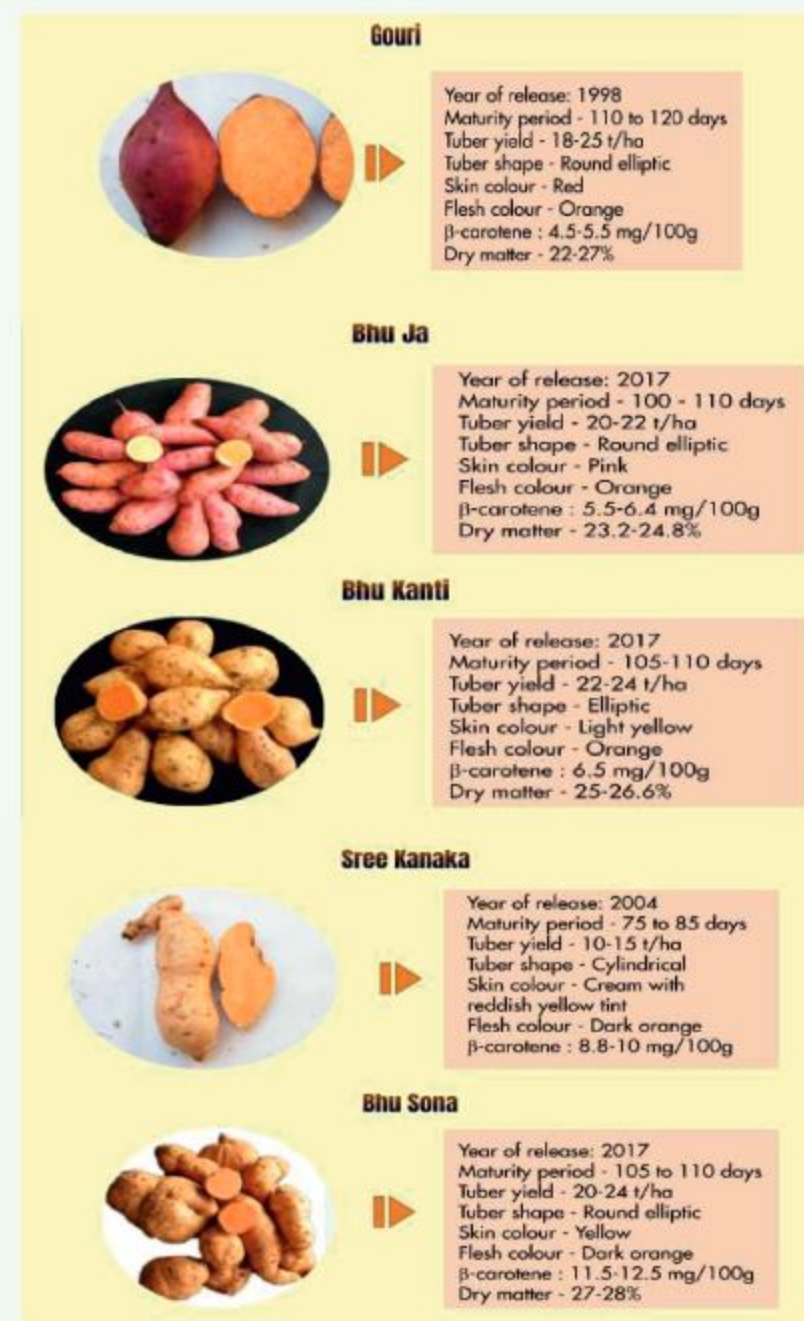 Gouri
Year of release: 1998
Maturity period - 110 to 120 days
Tuber yield - 18-25 t/ha
Tuber shape - Round elliptic
Skin colour - Red
Flesh colour - Orange
β-carotene : 4.5-5.5 mg/100g
Dry matter - 22-27%
Bhu Ja
Year of release: 2017
Maturity period - 100 - 110 days
Tuber yield - 20-22 t/ha
Tuber shape - Round elliptic
Skin colour - Pink
Flesh colour - Orange
β-carotene : 5.5-6.4 mg/100g
Dry matter - 23.2-24.8%
Bhu Kanti
Year of release: 2017
Maturity period - 105-110 days
Tuber yield - 22-24 t/ha
Tuber shape - Elliptic
Skin colour - Light yellow
Flesh colour - Orange
β-carotene : 6.5 mg/100g
Dry matter - 25-26.6%
Sree Kanaka
Year of release: 2004
Maturity period - 75 to 85 days
Tuber yield - 10-15 t/ha
Tuber shape - Cylindrical
Skin colour - Cream with
reddish yellow tint
Flesh colour - Dark orange
β-carotene : 8.8-10 mg/100g
Bhu Sona
Year of release: 2017
Maturity period - 105 to 110 days
Tuber yield - 20-24 t/ha
Tuber shape - Round elliptic
Skin colour - Yellow
Flesh colour - Dark orange
β-carotene : 11.5-12.5 mg/100g
Dry matter - 27-28%